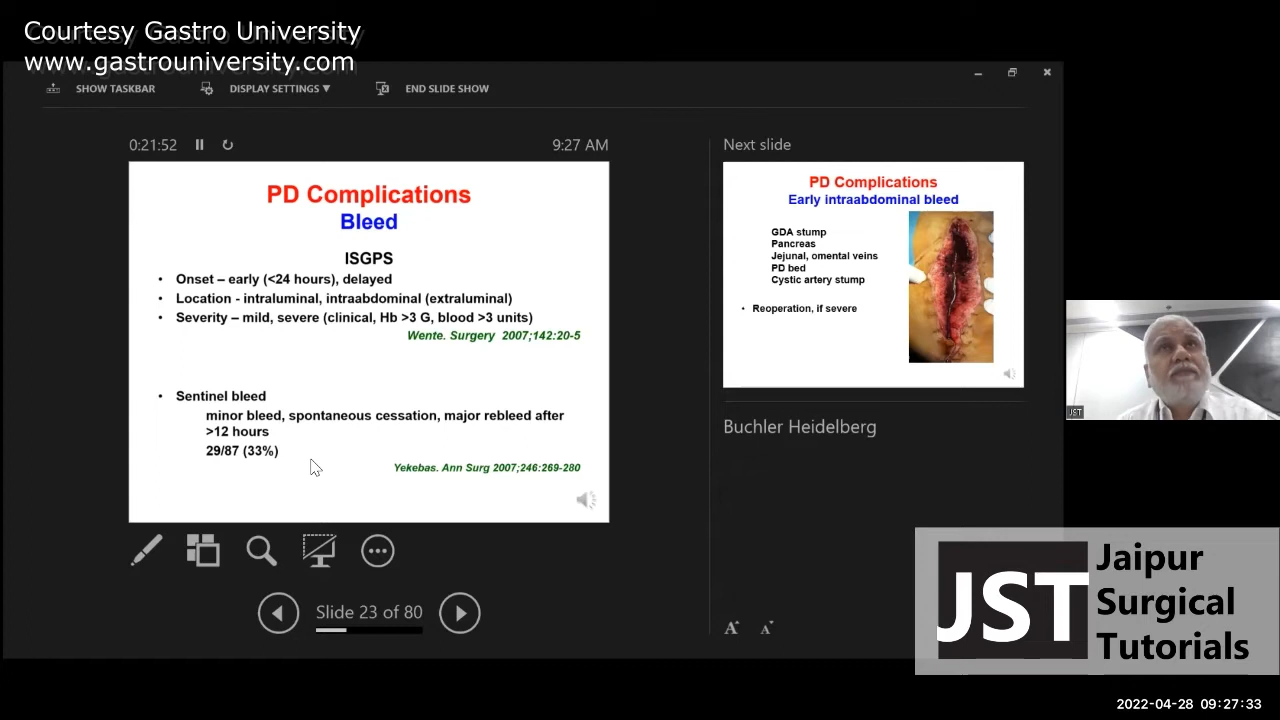 Courtesy Gastro University
www.gastrouniversity.com
SHOW TASKBAR
DISPLAY SETTINGS ▼
END SLIDE SHOW
0:21:52
9:27 AM
PD Complications
Bleed
ISGPS
• Onset – early (<24 hours), delayed
• Location - intraluminal, intraabdominal (extraluminal)
• Severity – mild, severe (clinical, Hb >3 G, blood >3 units)
Wente. Surgery 2007;142:20-5
• Sentinel bleed
minor bleed, spontaneous cessation, major rebleed after
>12 hours
29/87 (33%)
Yekebas. Ann Surg 2007;246:269-280
Slide 23 of 80
Next slide
PD Complications
Early intraabdominal bleed
GDA stump
Pancreas
Jejunal, omental veins
PD bed
Cystic artery stump
• Reoperation, if severe
Buchler Heidelberg
A A
JST
JST
Jaipur
Surgical
Tutorials
2022-04-28 09:27:33